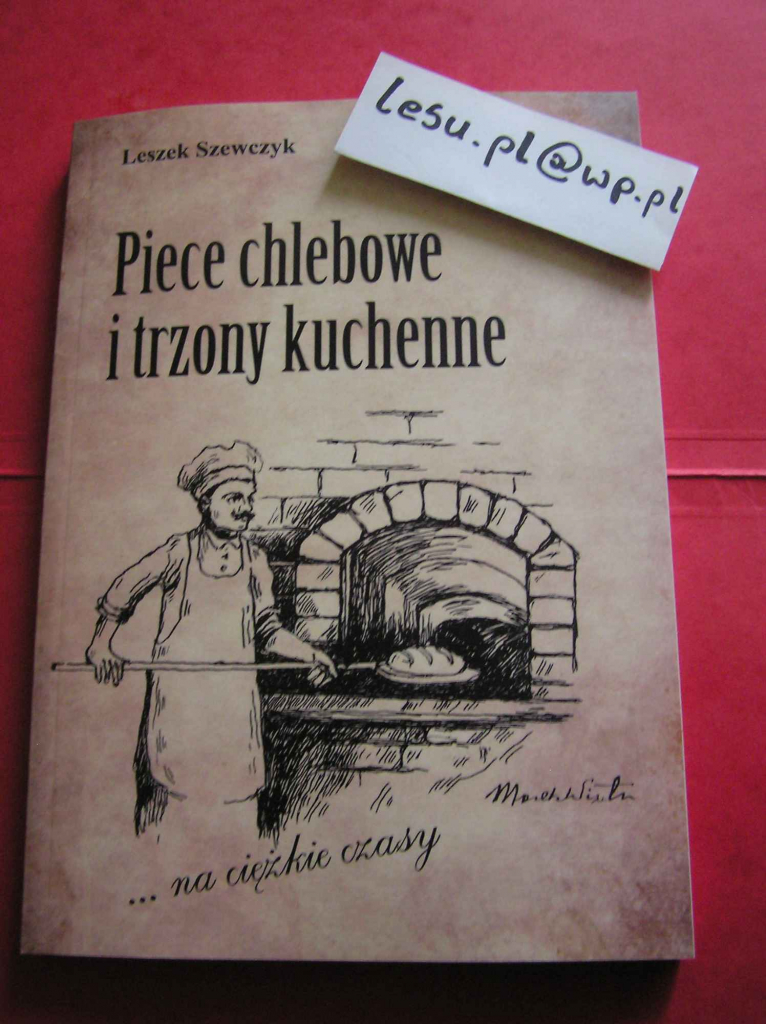 Leszek Szewczyk
lesu.pl@wp.pl
Piece chlebowe
i trzony kuchenne
... na ciężkie czasy